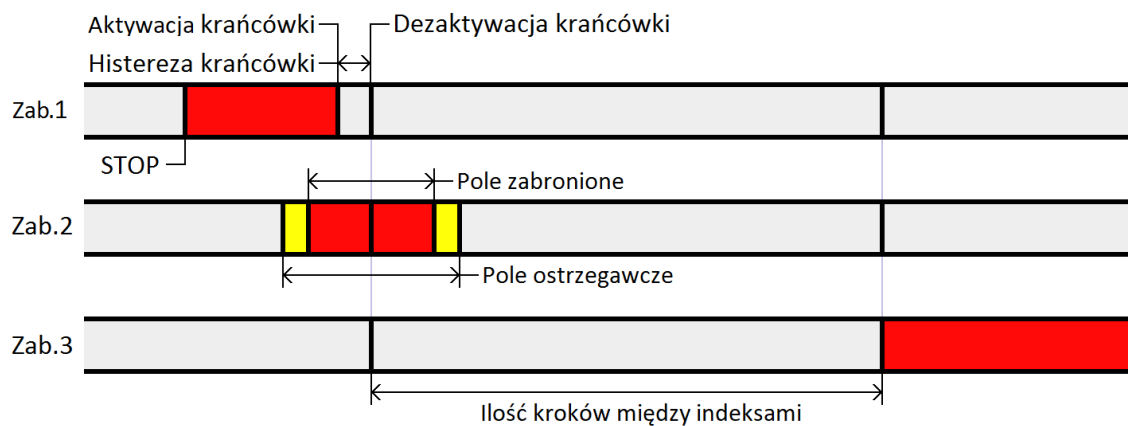 Aktywacja krańcówki
Dezaktywacja krańcówki
Histereza krańcówki
Zab.1
STOP
Pole zabronione
Zab.2
Pole ostrzegawcze
Zab.3
Ilość kroków między indeksami